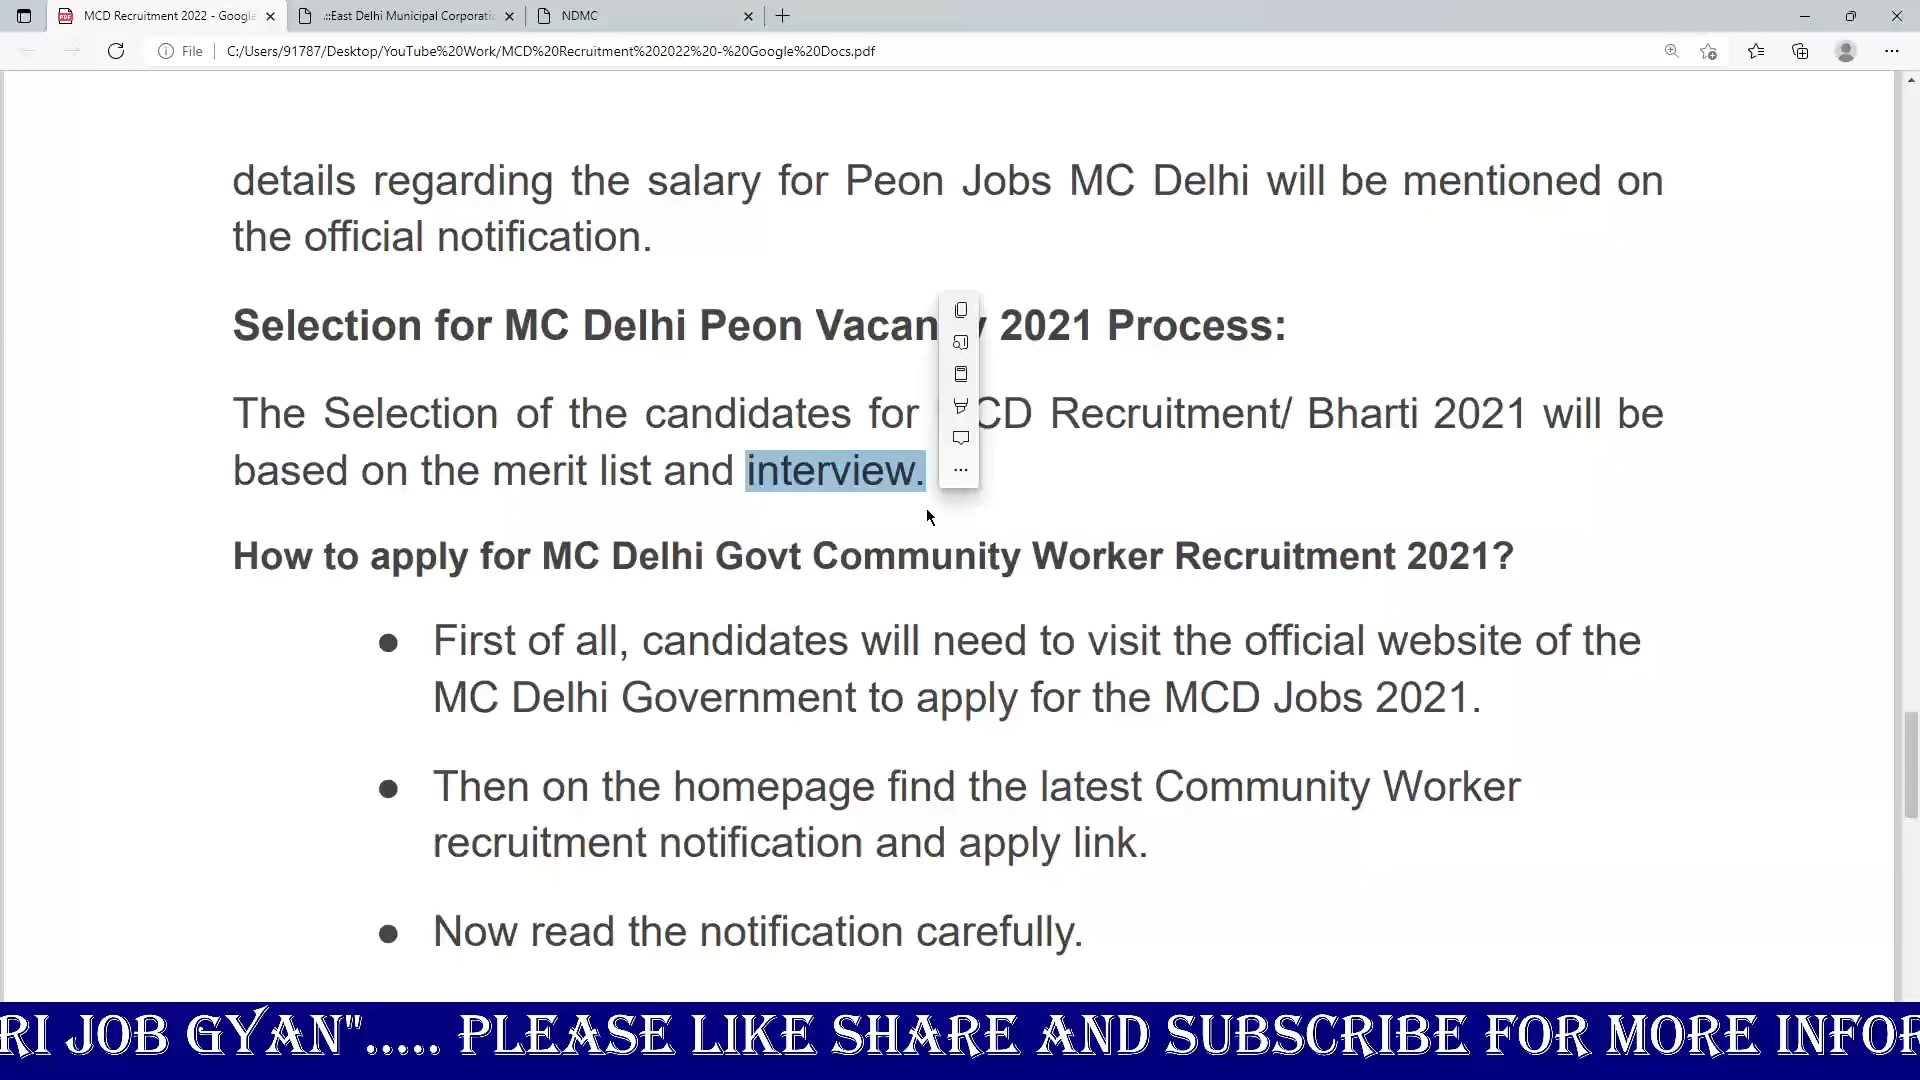 MCD Recruitment 2022 - Google
.::East Delhi Municipal Corporati
NDMC
File
C:/Users/91787/Desktop/YouTube%20Work/MCD%20Recruitment%202022%20-%20Google%20Docs.pdf
details regarding the salary for Peon Jobs MC Delhi will be mentioned on
the official notification.
Selection for MC Delhi Peon Vacancy 2021 Process:
The Selection of the candidates for MCD Recruitment/ Bharti 2021 will be
based on the merit list and interview.
How to apply for MC Delhi Govt Community Worker Recruitment 2021?
● First of all, candidates will need to visit the official website of the
MC Delhi Government to apply for the MCD Jobs 2021.
● Then on the homepage find the latest Community Worker
recruitment notification and apply link.
● Now read the notification carefully.
RI JOB GYAN"..... PLEASE LIKE SHARE AND SUBSCRIBE FOR MORE INFOR